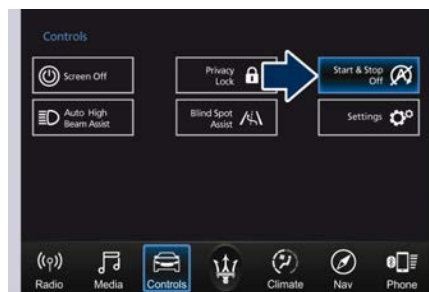 Controls
Screen Off
Privacy
Lock
Start & Stop
Off
Auto High
Beam Assist
Blind Spot
Assist
Settings
Radio
Media
Controls
Climate
Nav
Phone